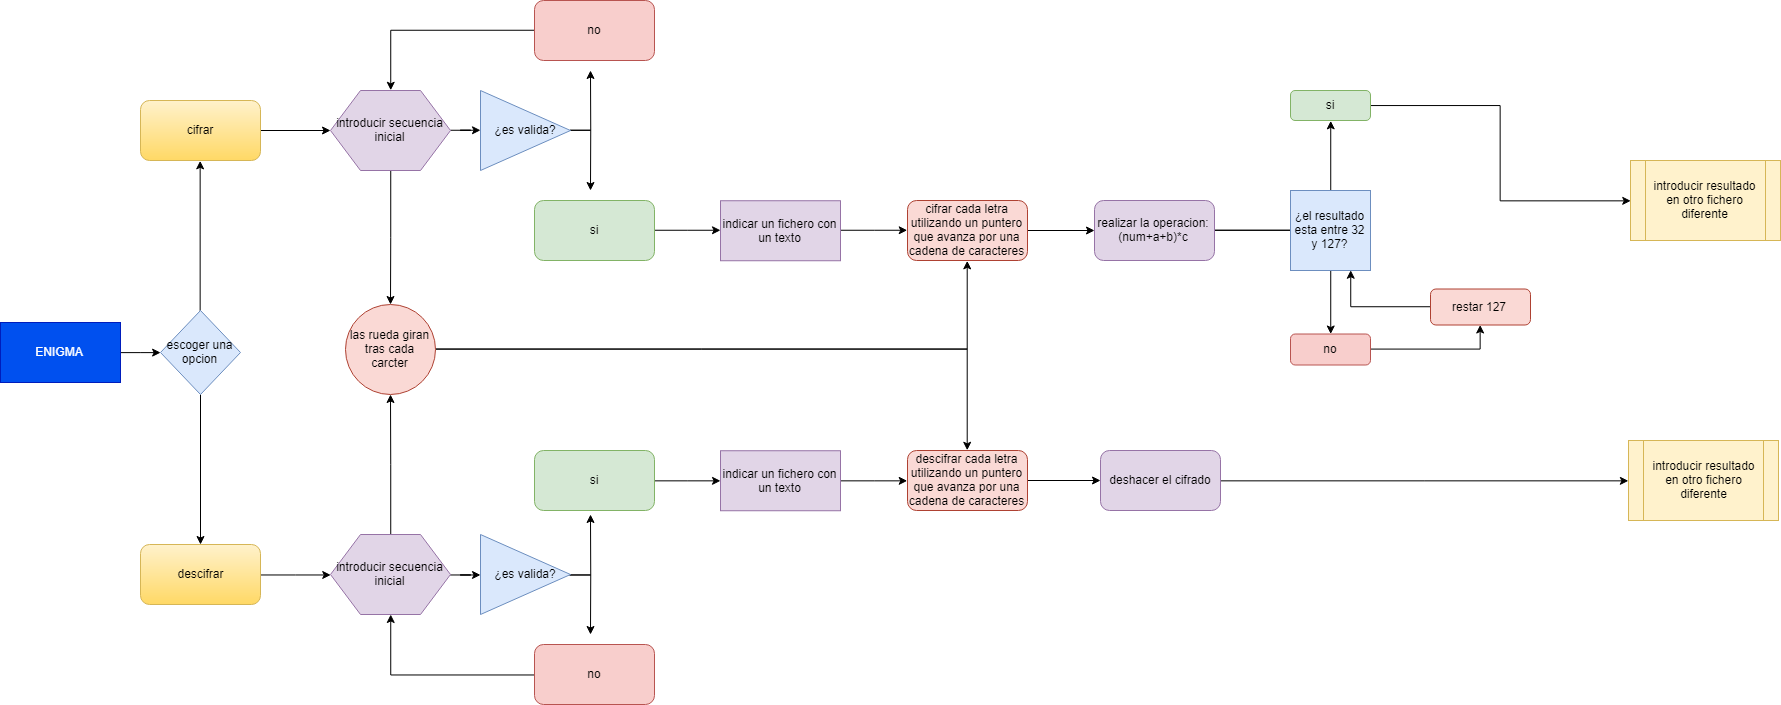 no
cifrar
introducir secuencia
inicial
¿es valida?
si
indicar un fichero con
un texto
cifrar cada letra
utilizando un puntero
que avanza por una
cadena de caracteres
realizar la operacion:
(num+a+b)*c
si
¿el resultado
esta entre 32
y 127?
restar 127
no
introducir resultado
en otro fichero
diferente
ENIGMA
escoger una
opcion
las rueda giran
tras cada
carcter
descifrar
introducir secuencia
inicial
¿es valida?
si
no
indicar un fichero con
un texto
descifrar cada letra
utilizando un puntero
que avanza por una
cadena de caracteres
deshacer el cifrado
introducir resultado
en otro fichero
diferente